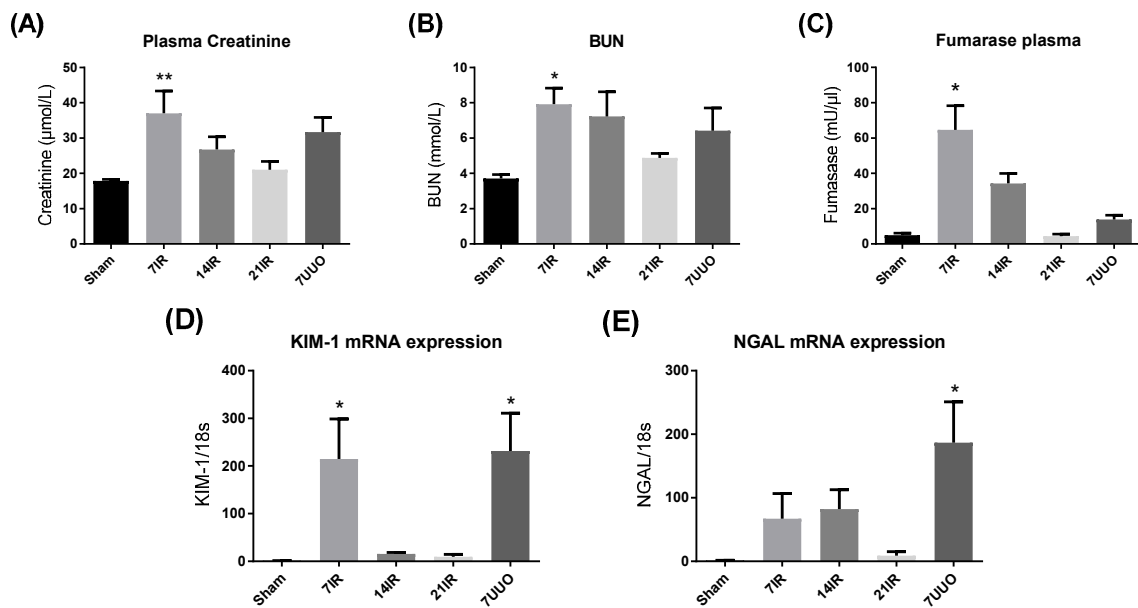 (A)
Plasma Creatinine
Creatinine (µmol/L)
50
40
30
20
10
0
**
Sham
7IR
14IR
21IR
7UUO
(B)
BUN
BUN (mmol/L)
8
6
4
2
0
*
Sham
7IR
14IR
21IR
7UUO
(C)
Fumarase plasma
Fumasase (mU/µl)
100
80
60
40
20
0
*
Sham
7IR
14IR
21IR
7UUO
(D)
KIM-1 mRNA expression
KIM-1/18s
400
300
200
100
0
*
*
Sham
7IR
14IR
21IR
7UUO
(E)
NGAL mRNA expression
NGAL/18s
300
200
100
0
*
Sham
7IR
14IR
21IR
7UUO